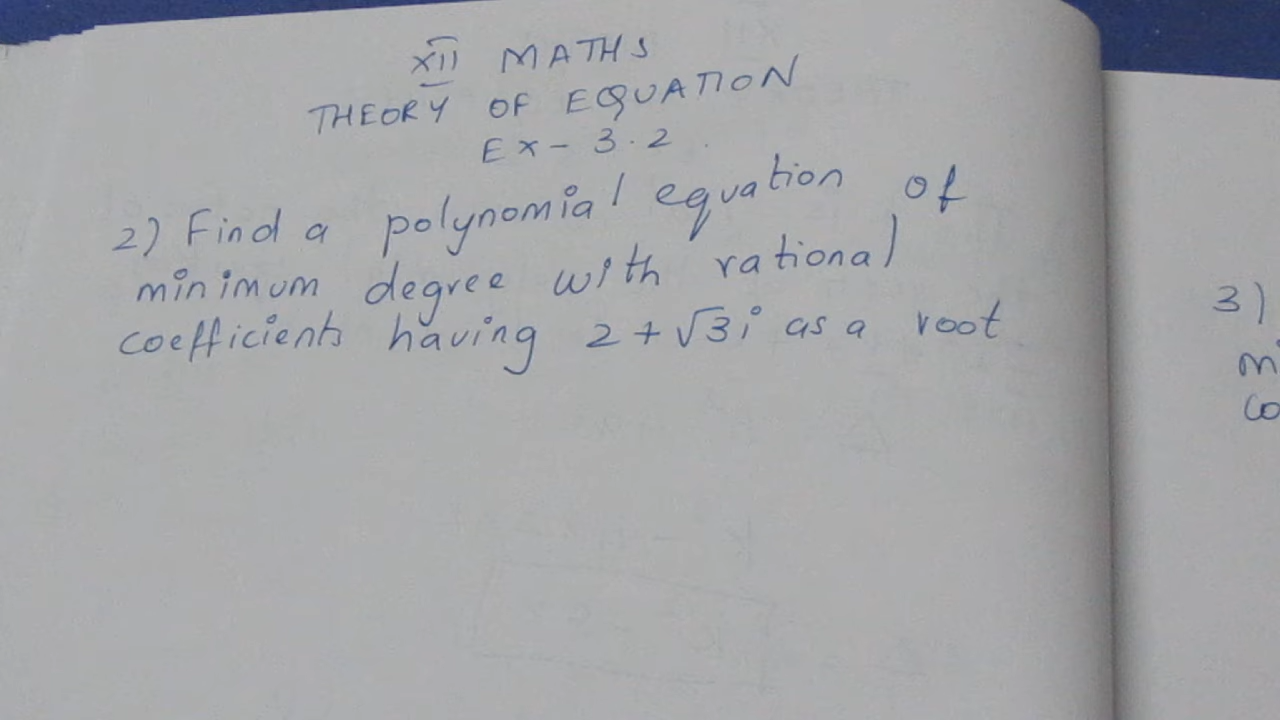 XII MATHS
THEORY OF EQUATION
Ex - 3.2.
2) Find a polynomial equation of
minimum degree with rational
coefficients having 2 + √3i as a root
3)
m
co